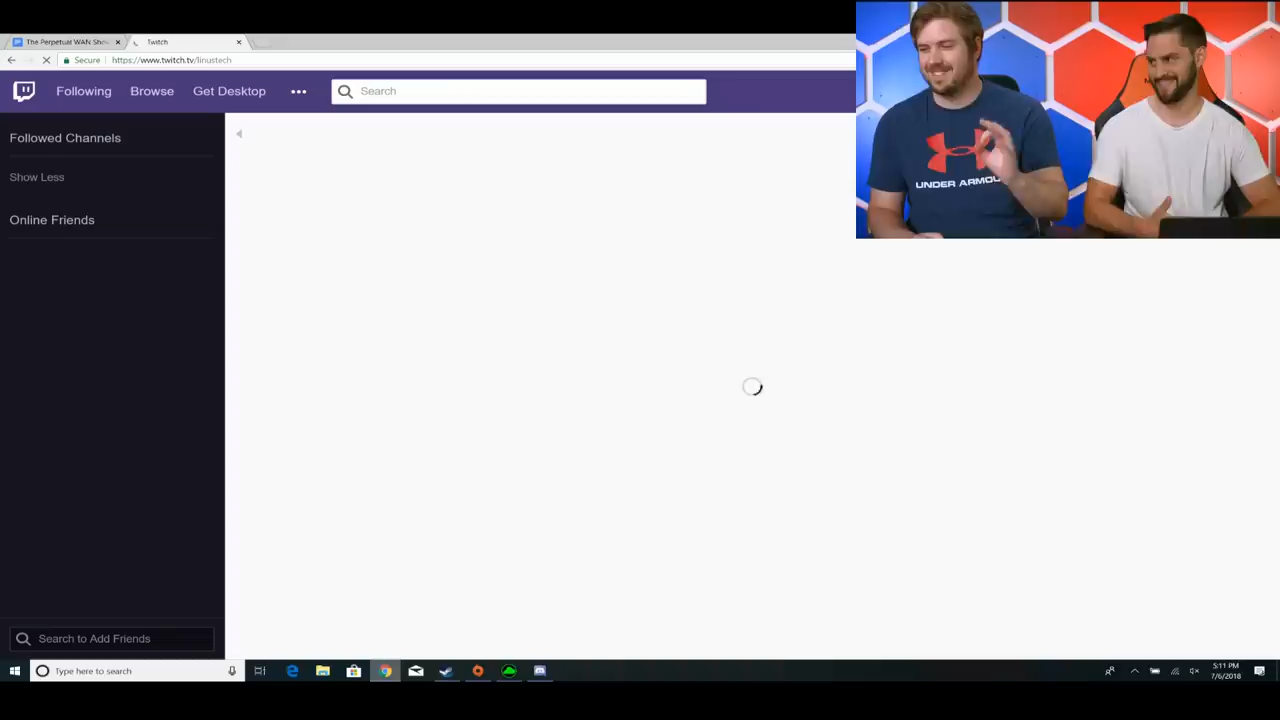 The Perpetual WAN Sho
Twitch
Secure
https://www.twitch.tv/linustech
Following
Browse
Get Desktop
Search
Followed Channels
Show Less
Online Friends
UNDER ARMOU
Search to Add Friends
Type here to search
5:11 PM
7/6/2018